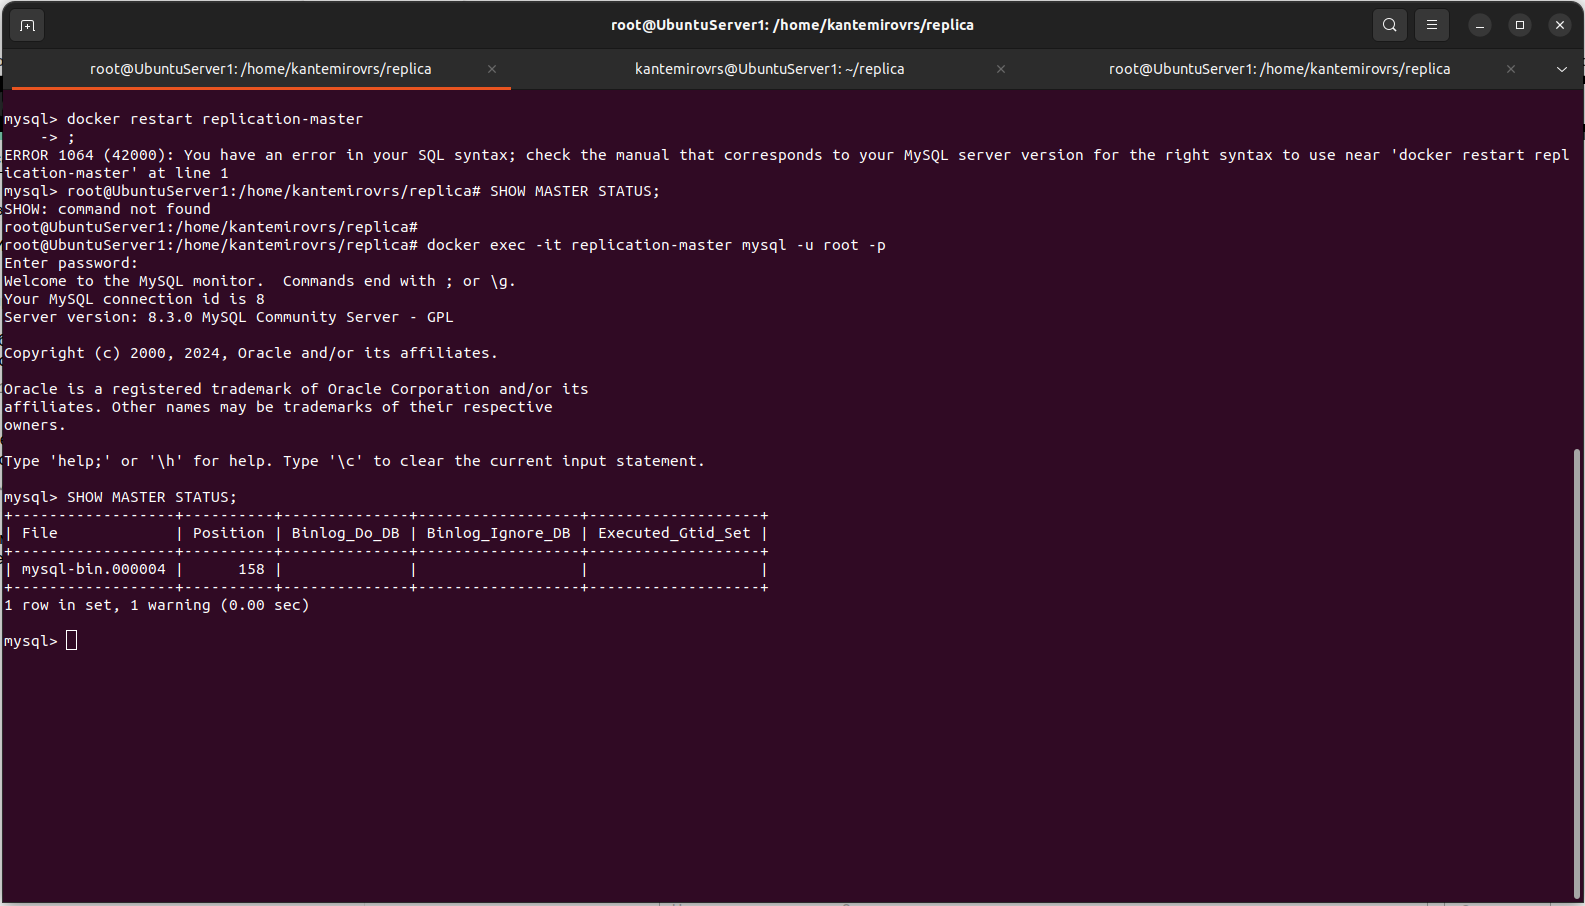 root@UbuntuServer1: /home/kantemirovrs/replica
root@UbuntuServer1: /home/kantemirovrs/replica
kantemirovrs@UbuntuServer1: ~/replica
root@UbuntuServer1: /home/kantemirovrs/replica
mysql> docker restart replication-master
    -> ;
ERROR 1064 (42000): You have an error in your SQL syntax; check the manual that corresponds to your MySQL server version for the right syntax to use near 'docker restart repl
ication-master' at line 1
mysql> root@UbuntuServer1:/home/kantemirovrs/replica# SHOW MASTER STATUS;
SHOW: command not found
root@UbuntuServer1:/home/kantemirovrs/replica#
root@UbuntuServer1:/home/kantemirovrs/replica# docker exec -it replication-master mysql -u root -p
Enter password:
Welcome to the MySQL monitor.  Commands end with ; or \g.
Your MySQL connection id is 8
Server version: 8.3.0 MySQL Community Server - GPL
Copyright (c) 2000, 2024, Oracle and/or its affiliates.
Oracle is a registered trademark of Oracle Corporation and/or its
affiliates. Other names may be trademarks of their respective
owners.
Type 'help;' or '\h' for help. Type '\c' to clear the current input statement.
mysql> SHOW MASTER STATUS;
+------------------+----------+--------------+------------------+-------------------+
| File             | Position | Binlog_Do_DB | Binlog_Ignore_DB | Executed_Gtid_Set |
+------------------+----------+--------------+------------------+-------------------+
| mysql-bin.000004 |      158 |              |                  |                   |
+------------------+----------+--------------+------------------+-------------------+
1 row in set, 1 warning (0.00 sec)
mysql>